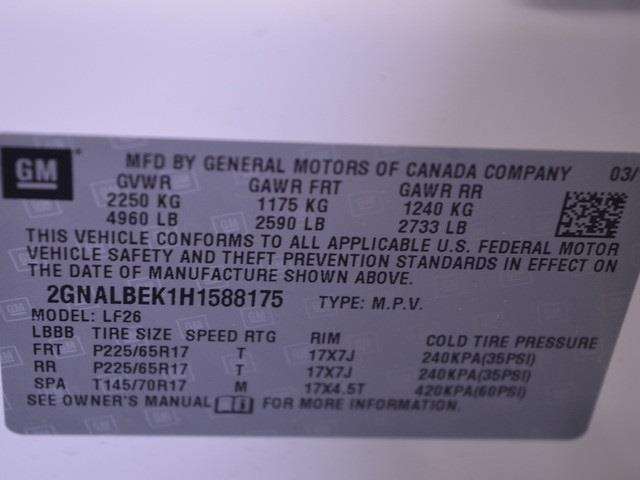 GM
MFD BY GENERAL MOTORS OF CANADA COMPANY 03/
GVWR GAWR FRT GAWR RR
2250 KG 1175 KG 1240 KG
4960 LB 2590 LB 2733 LB
THIS VEHICLE CONFORMS TO ALL APPLICABLE U.S. FEDERAL MOTOR
VEHICLE SAFETY AND THEFT PREVENTION STANDARDS IN EFFECT ON
THE DATE OF MANUFACTURE SHOWN ABOVE.
2GNALBEK1H1588175 TYPE: M.P.V.
MODEL: LF26
LBBB TIRE SIZE SPEED RTG RIM COLD TIRE PRESSURE
FRT P225/65R17 T 17X7J 240KPA(35PSI)
RR P225/65R17 T 17X7J 240KPA(35PSI)
SPA T145/70R17 M 17X4.5T 420KPA(60PSI)
SEE OWNER'S MANUAL i FOR MORE INFORMATION.